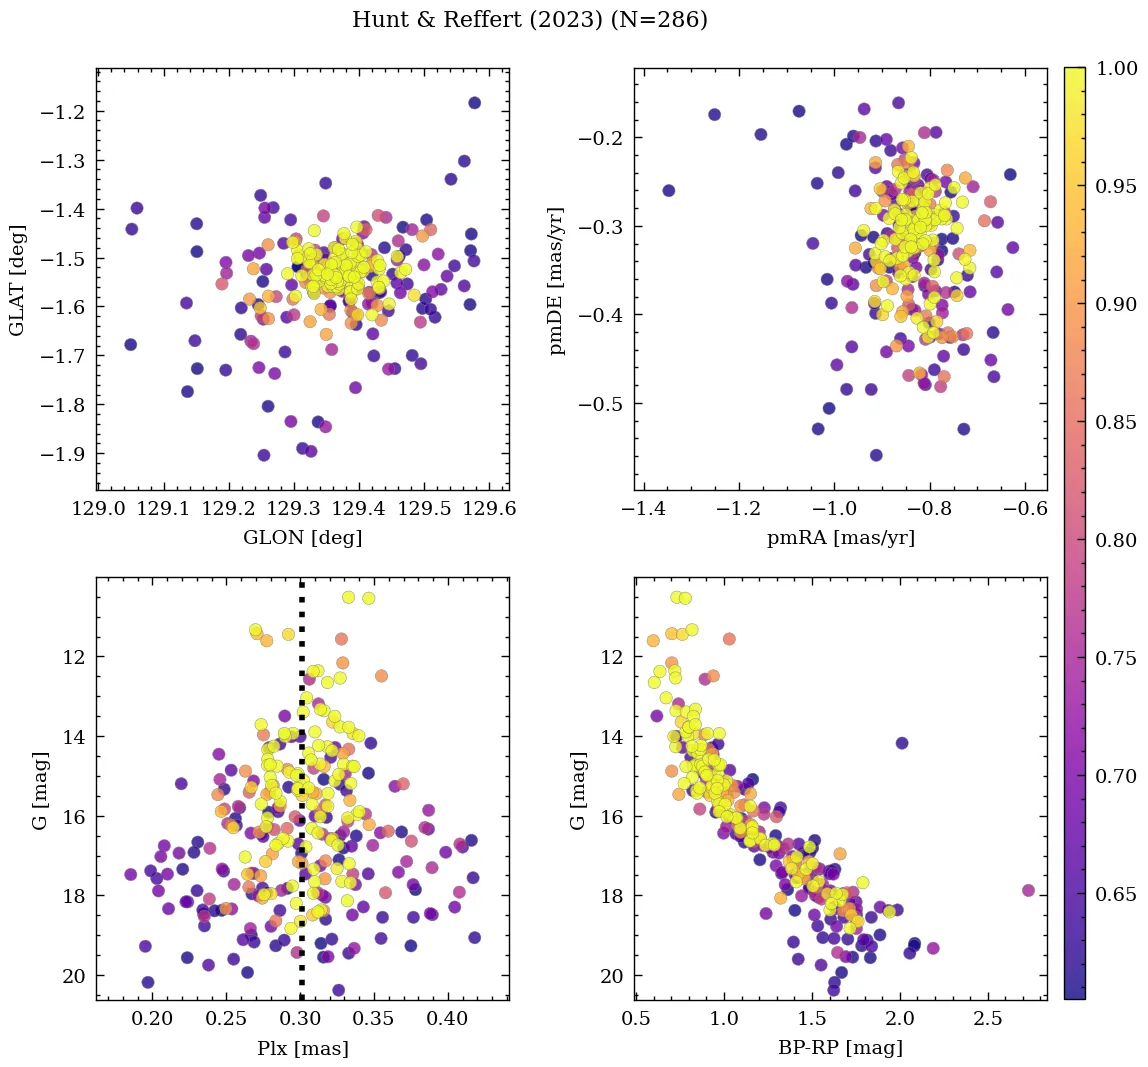 Hunt & Reffert (2023) (N=286)
−1.2
−1.3
−1.4
−1.5
−1.6
−1.7
−1.8
−1.9
GLAT [deg]
129.0 129.1 129.2 129.3 129.4 129.5 129.6
GLON [deg]
−0.2
−0.3
−0.4
−0.5
pmDE [mas/yr]
−1.4 −1.2 −1.0 −0.8 −0.6
pmRA [mas/yr]
12
14
16
18
20
G [mag]
0.20 0.25 0.30 0.35 0.40
Plx [mas]
12
14
16
18
20
G [mag]
0.5 1.0 1.5 2.0 2.5
BP-RP [mag]
1.00
0.95
0.90
0.85
0.80
0.75
0.70
0.65